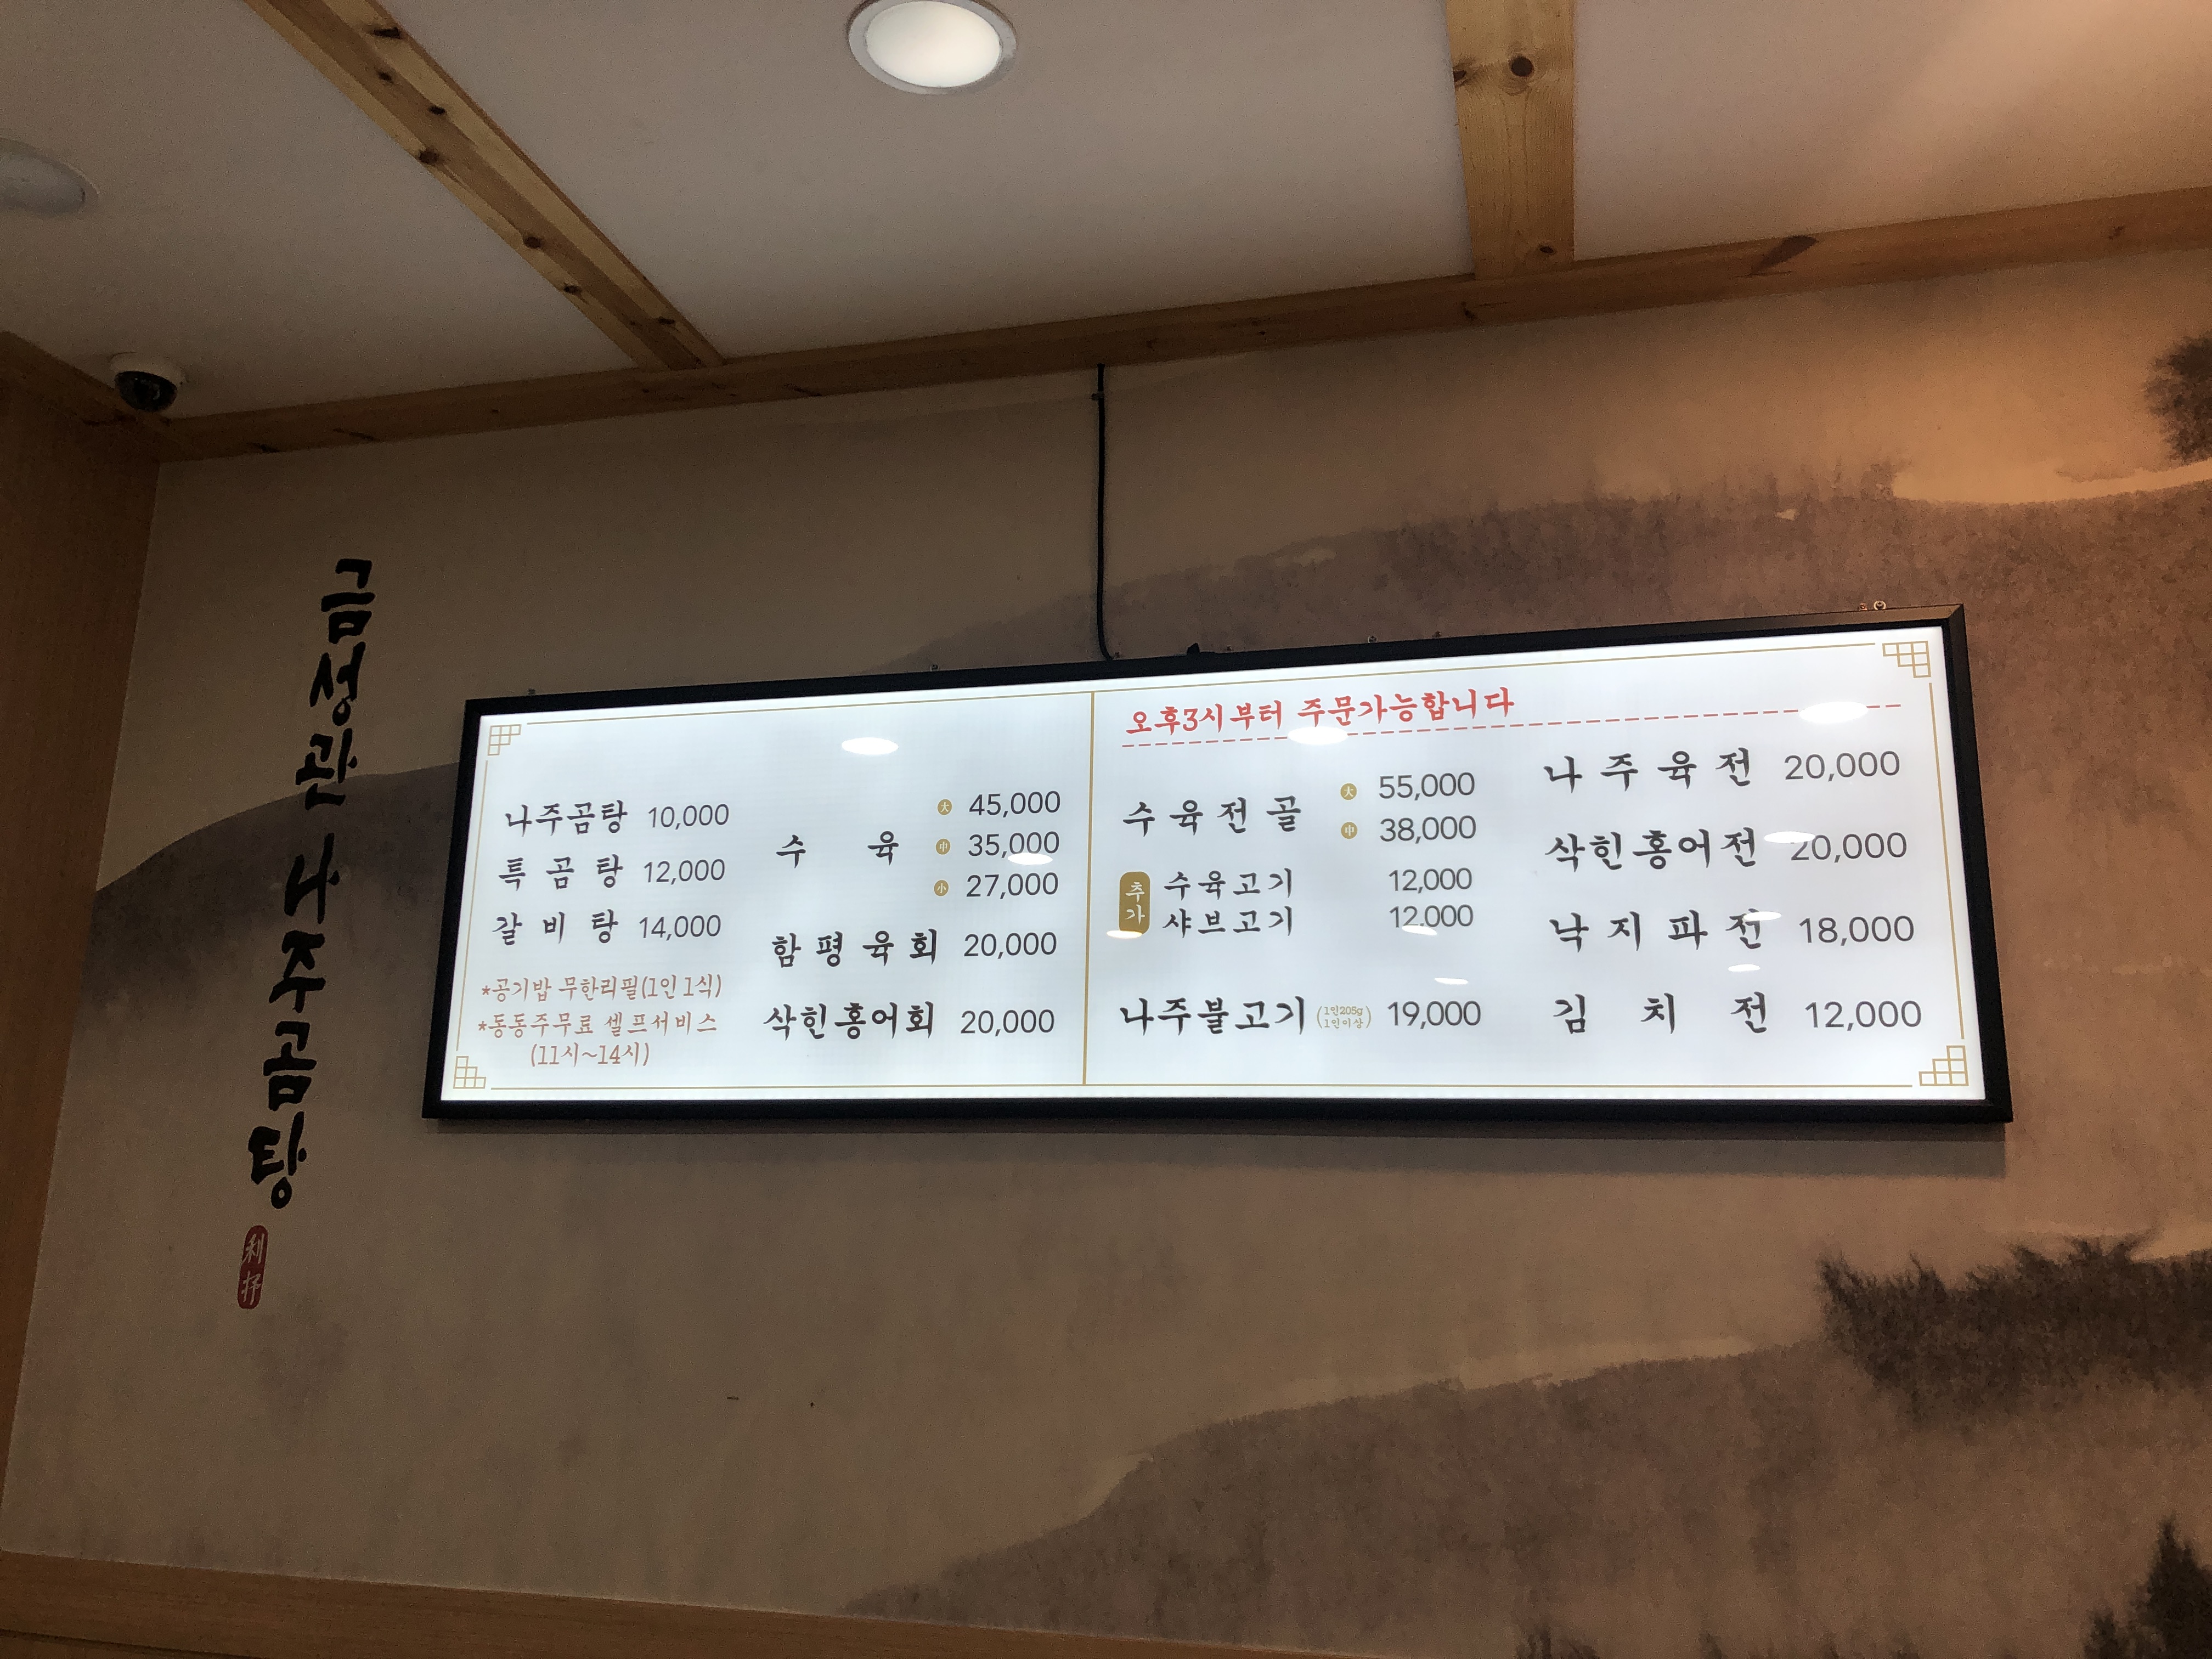 금성관 나주곰탕
나주곰탕 10,000
특곰탕 12,000
갈비탕 14,000
*공기밥 무한리필(1인 1식)
*동동주무료 셀프서비스
(11시~14시)
수육 大 45,000
中 35,000
小 27,000
함평육회 20,000
삭힌홍어회 20,000
오후3시부터 주문가능합니다
수육전골 大 55,000
中 38,000
추가 수육고기 12,000
샤브고기 12,000
나주불고기 (1인205g 19,000
1인이상)
나주육전 20,000
삭힌홍어전 20,000
낙지파전 18,000
김치전 12,000